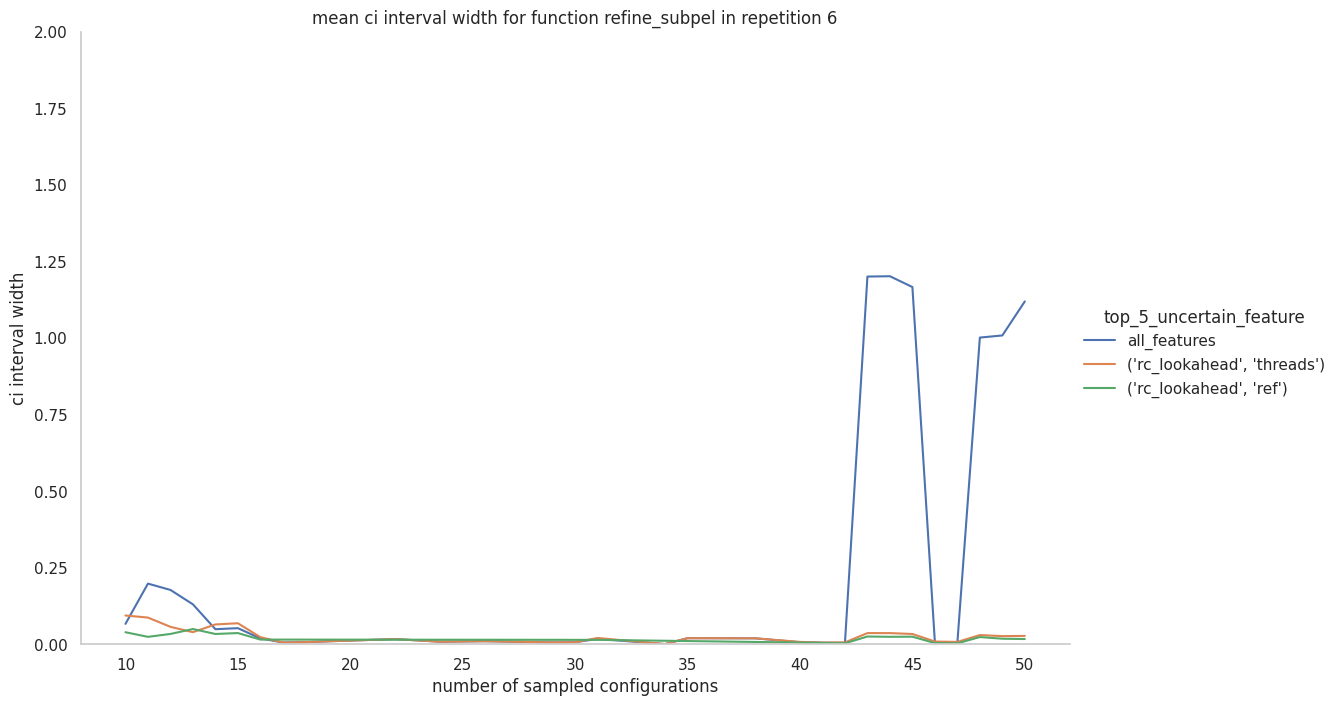 mean ci interval width for function refine_subpel in repetition 6
2.00
1.75
1.50
1.25
1.00
0.75
0.50
0.25
0.00
ci interval width
10 15 20 25 30 35 40 45 50
number of sampled configurations
top_5_uncertain_feature
all_features
('rc_lookahead', 'threads')
('rc_lookahead', 'ref')